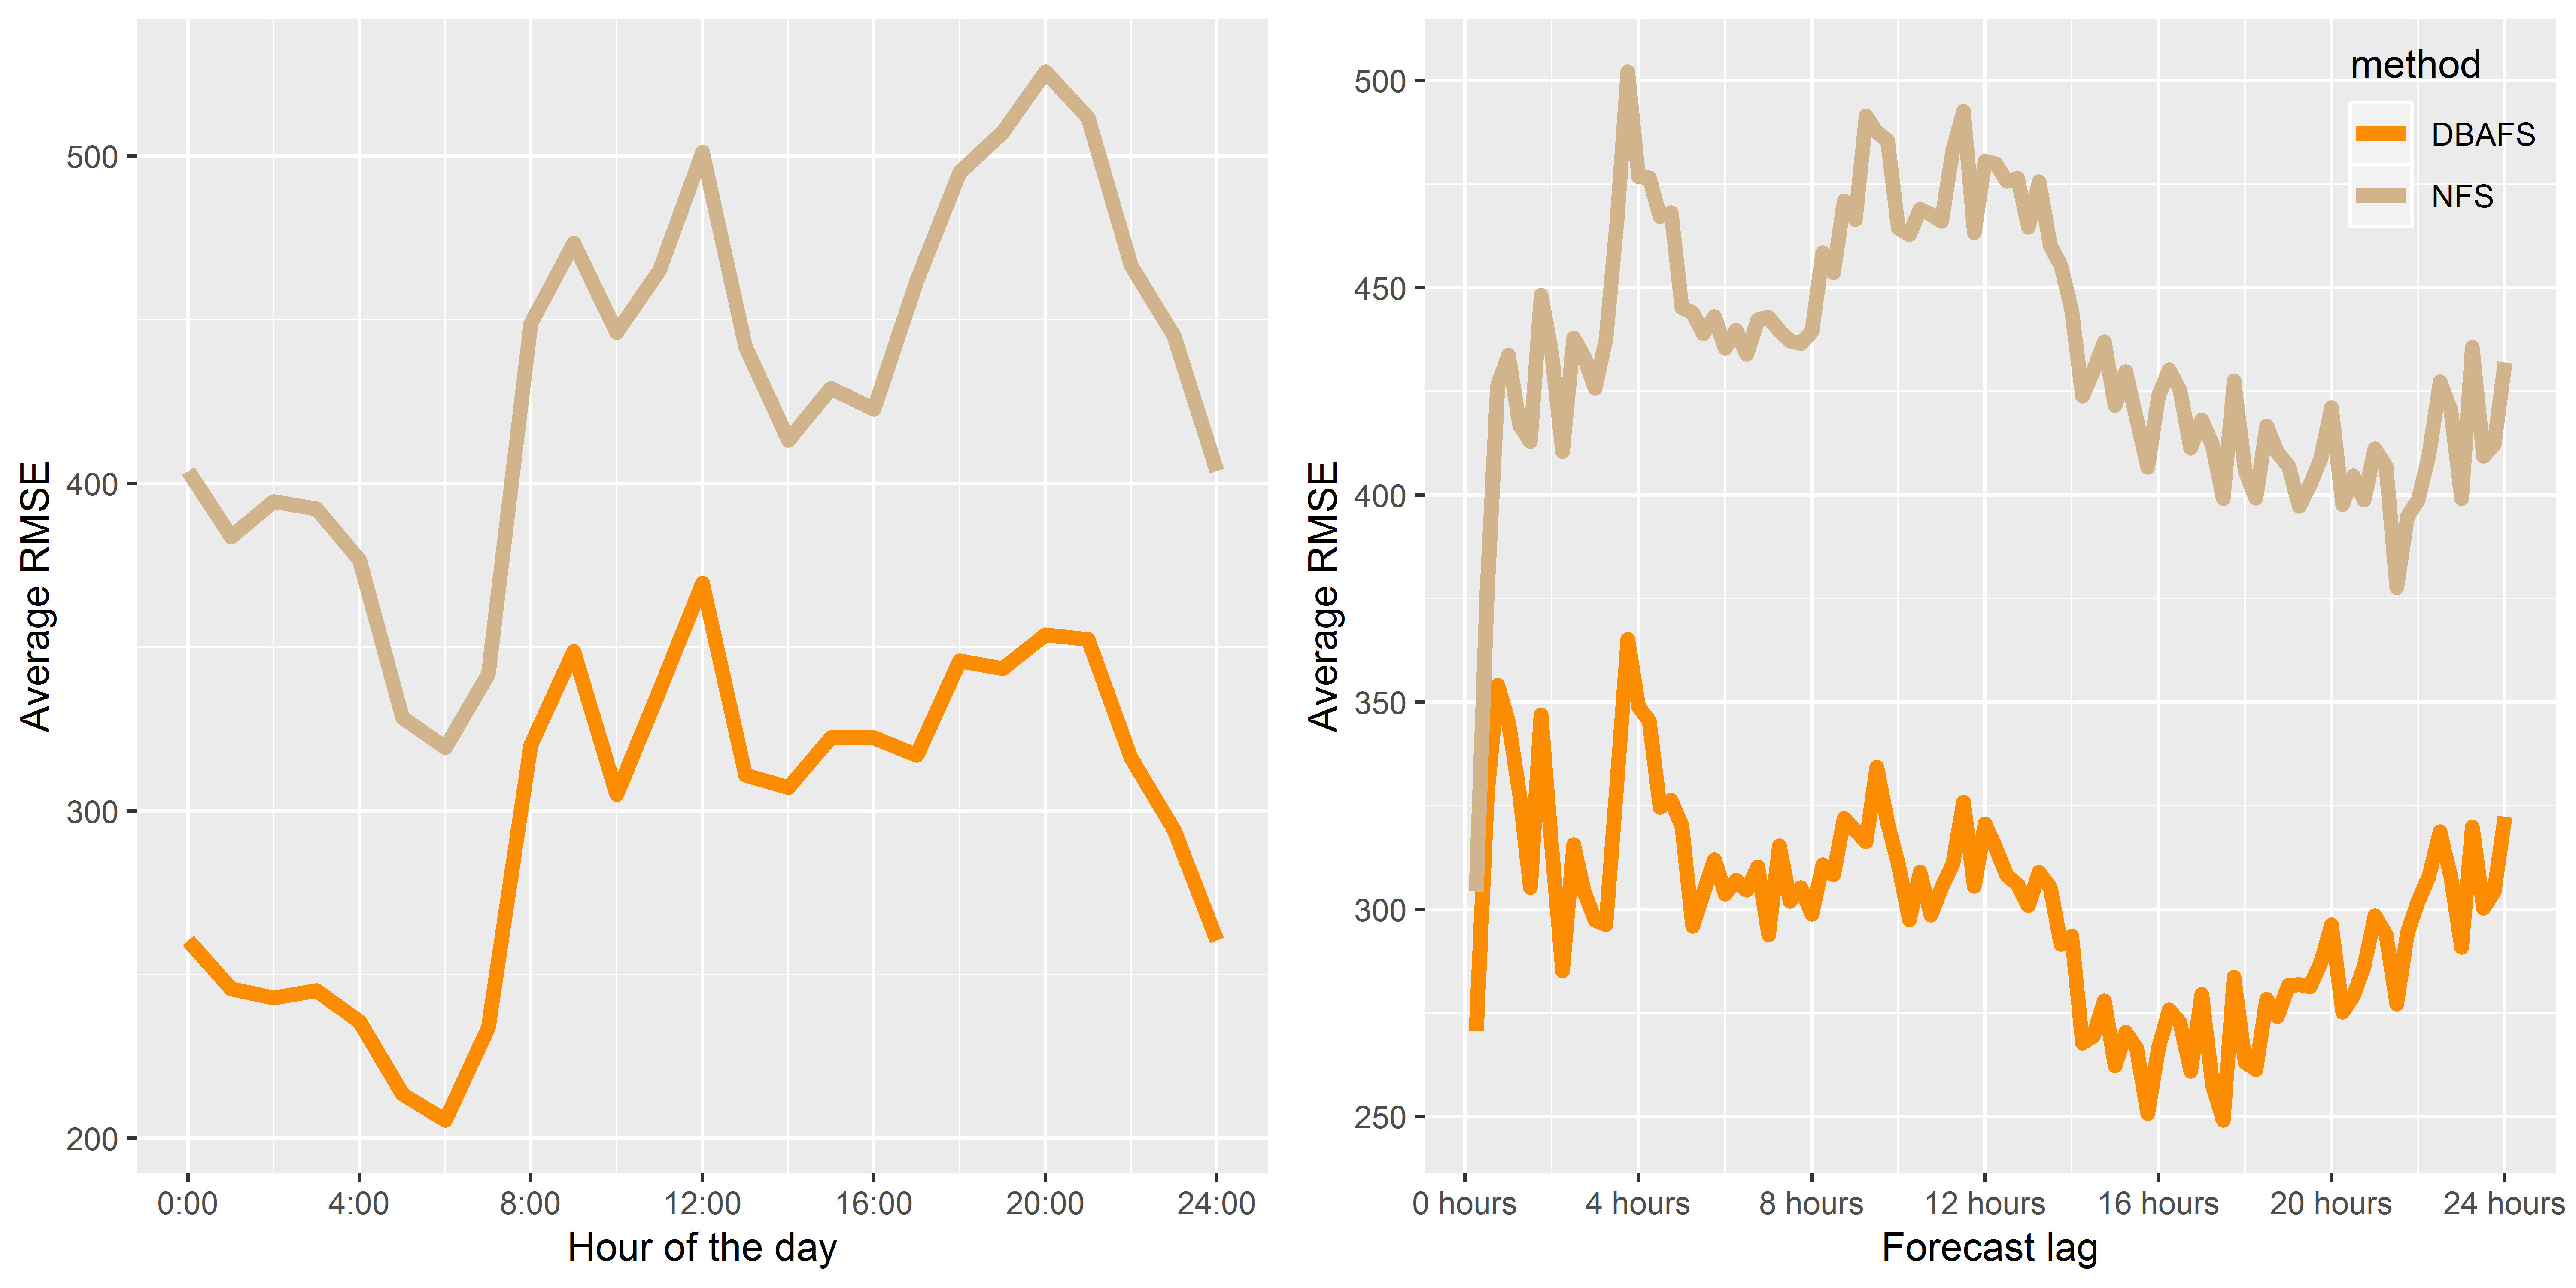 Average RMSE
500
400
300
200
0:00 4:00 8:00 12:00 16:00 20:00 24:00
Hour of the day
Average RMSE
500
450
400
350
300
250
0 hours 4 hours 8 hours 12 hours 16 hours 20 hours 24 hours
Forecast lag
method
DBAFS
NFS